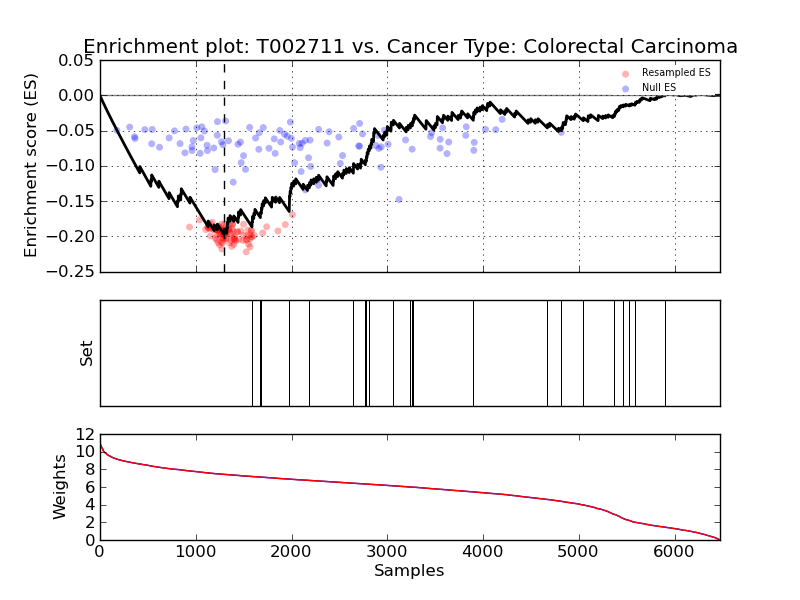 Enrichment plot: T002711 vs. Cancer Type: Colorectal Carcinoma
Enrichment score (ES)
0.05
0.00
−0.05
−0.10
−0.15
−0.20
−0.25
Resampled ES
Null ES
Set
Weights
12
10
8
6
4
2
0
0 1000 2000 3000 4000 5000 6000
Samples